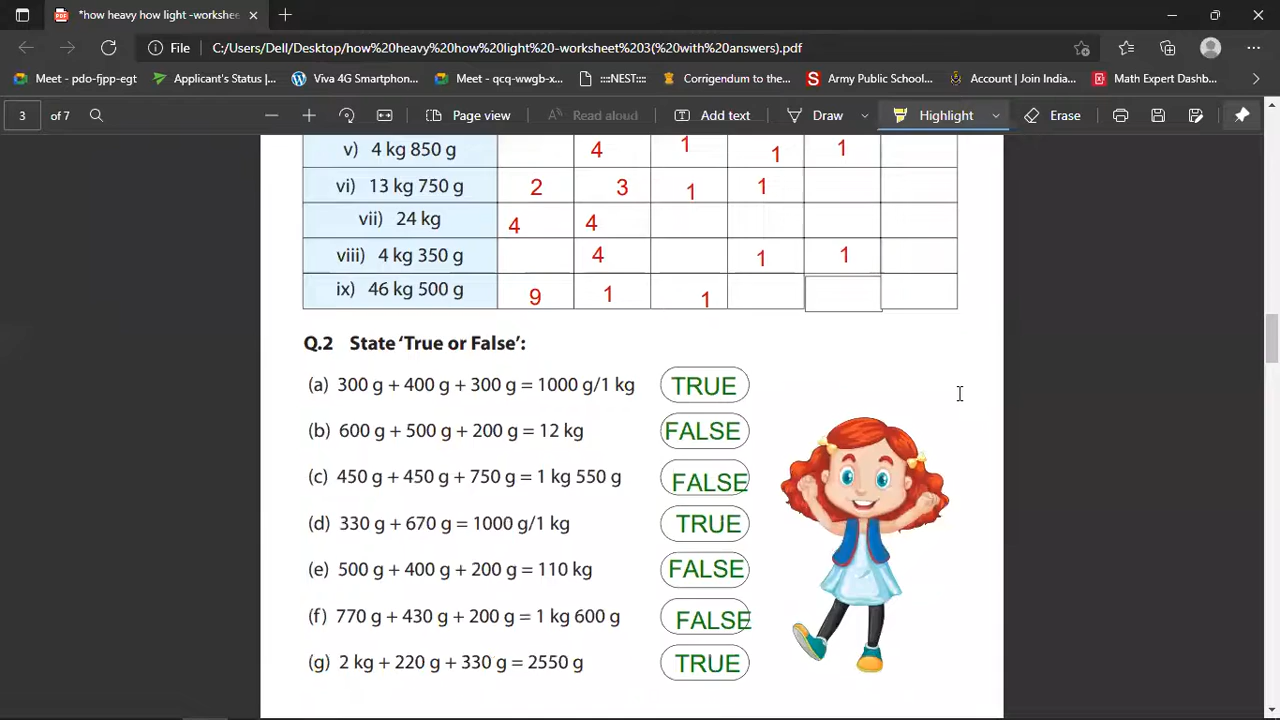 *how heavy how light -workshee
File C:/Users/Dell/Desktop/how%20heavy%20how%20light%20-worksheet%203(%20with%20answers).pdf
Meet - pdo-fjpp-egt Applicant's Status |... Viva 4G Smartphon... Meet - qcq-wwgb-x... ::::NEST::: Corrigendum to the... Army Public School... Account | Join India... Math Expert Dashb...
3 of 7 Page view Read aloud Add text Draw Highlight Erase
v) 4 kg 850 g 4 1 1 1
vi) 13 kg 750 g 2 3 1 1
vii) 24 kg 4 4
viii) 4 kg 350 g 4 1 1
ix) 46 kg 500 g 9 1 1
Q.2 State ‘True or False’:
(a) 300 g + 400 g + 300 g = 1000 g/1 kg TRUE
(b) 600 g + 500 g + 200 g = 12 kg FALSE
(c) 450 g + 450 g + 750 g = 1 kg 550 g FALSE
(d) 330 g + 670 g = 1000 g/1 kg TRUE
(e) 500 g + 400 g + 200 g = 110 kg FALSE
(f) 770 g + 430 g + 200 g = 1 kg 600 g FALSE
(g) 2 kg + 220 g + 330 g = 2550 g TRUE